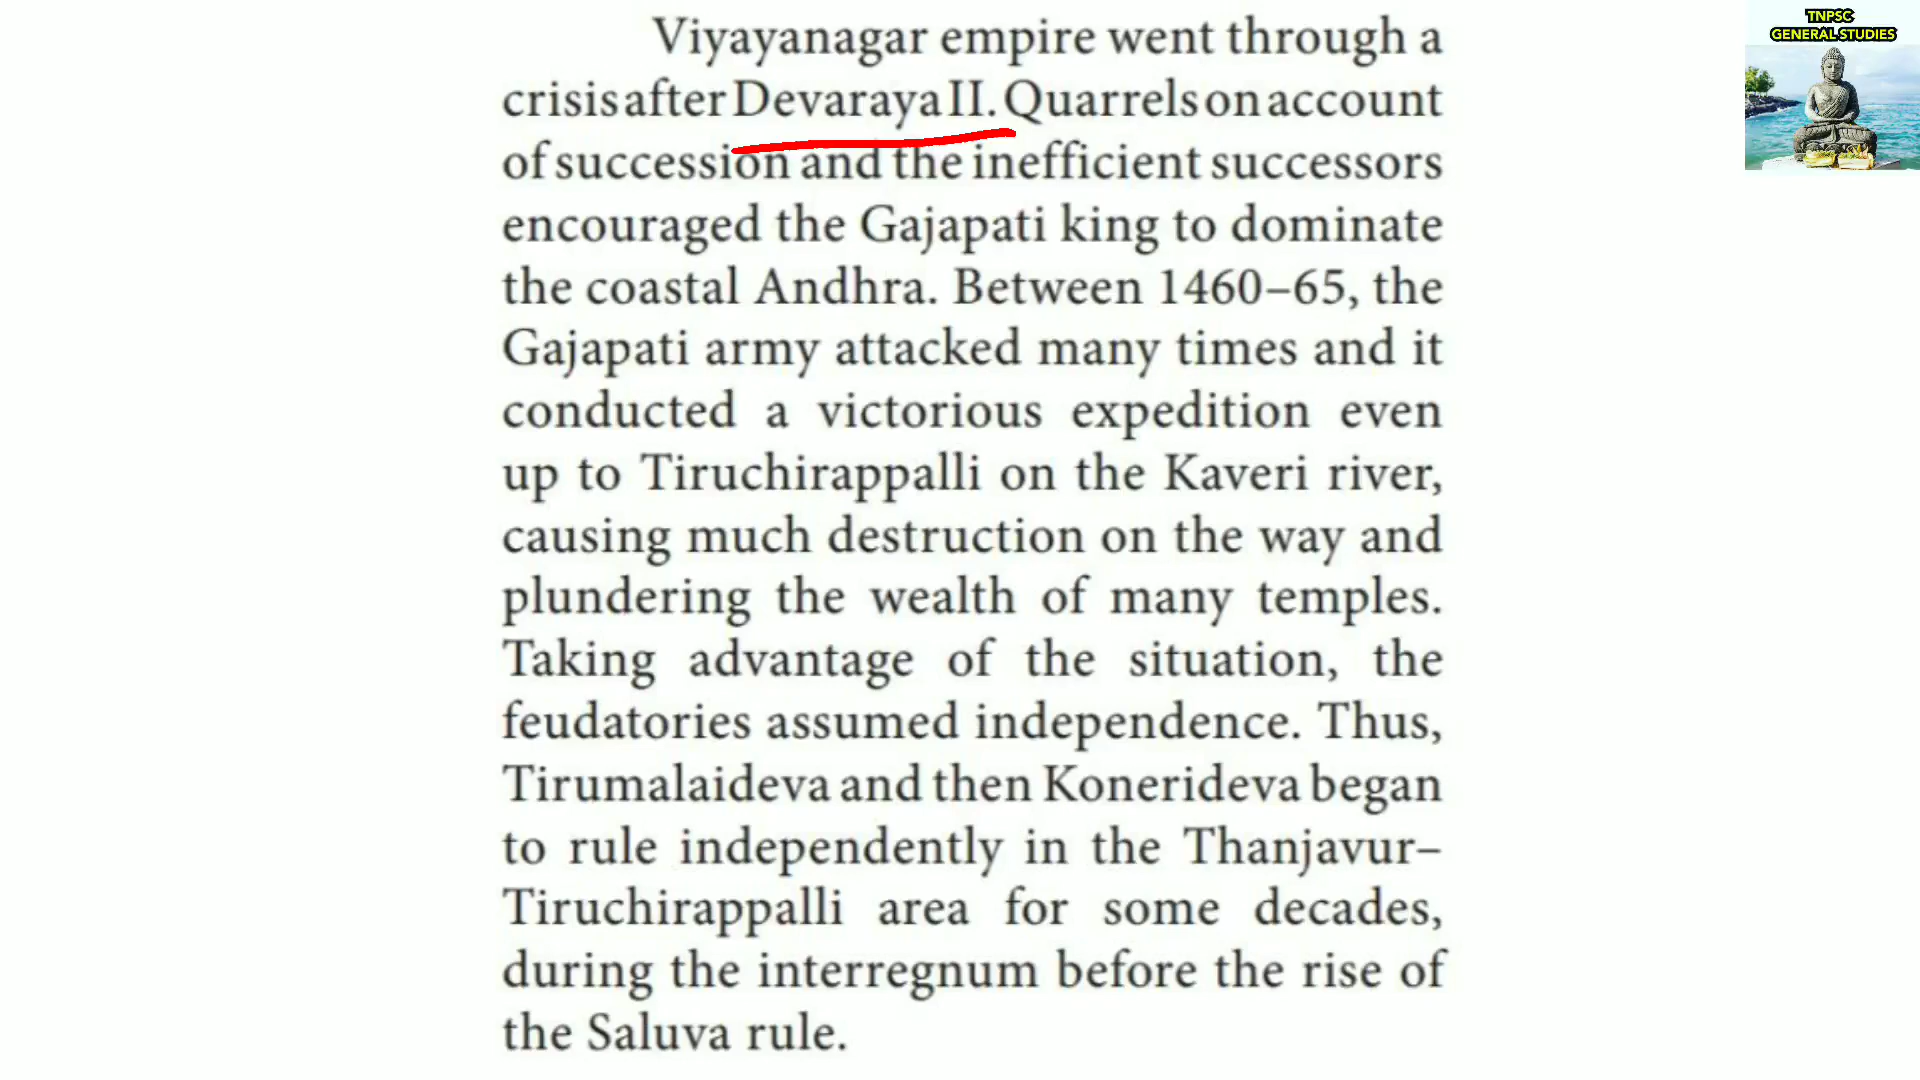 Viyayanagar empire went through a
crisis after Devaraya II. Quarrels on account
of succession and the inefficient successors
encouraged the Gajapati king to dominate
the coastal Andhra. Between 1460–65, the
Gajapati army attacked many times and it
conducted a victorious expedition even
up to Tiruchirappalli on the Kaveri river,
causing much destruction on the way and
plundering the wealth of many temples.
Taking advantage of the situation, the
feudatories assumed independence. Thus,
Tirumalaideva and then Konerideva began
to rule independently in the Thanjavur–
Tiruchirappalli area for some decades,
during the interregnum before the rise of
the Saluva rule.
TNPSC
GENERAL STUDIES